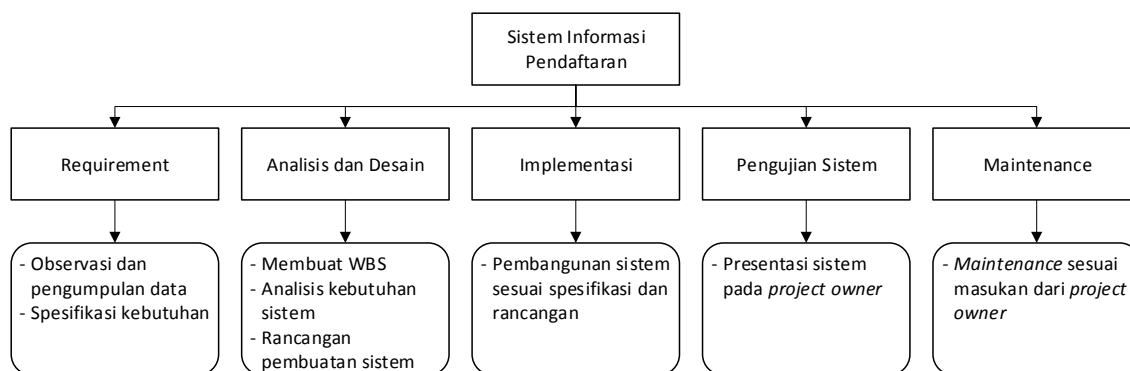 Sistem Informasi
Pendaftaran
Requirement
Analisis dan Desain
Implementasi
Pengujian Sistem
Maintenance
- Observasi dan
pengumpulan data
- Spesifikasi kebutuhan
- Membuat WBS
- Analisis kebutuhan
sistem
- Rancangan
pembuatan sistem
- Pembangunan sistem
sesuai spesifikasi dan
rancangan
- Presentasi sistem
pada project owner
- Maintenance sesuai
masukan dari project
owner